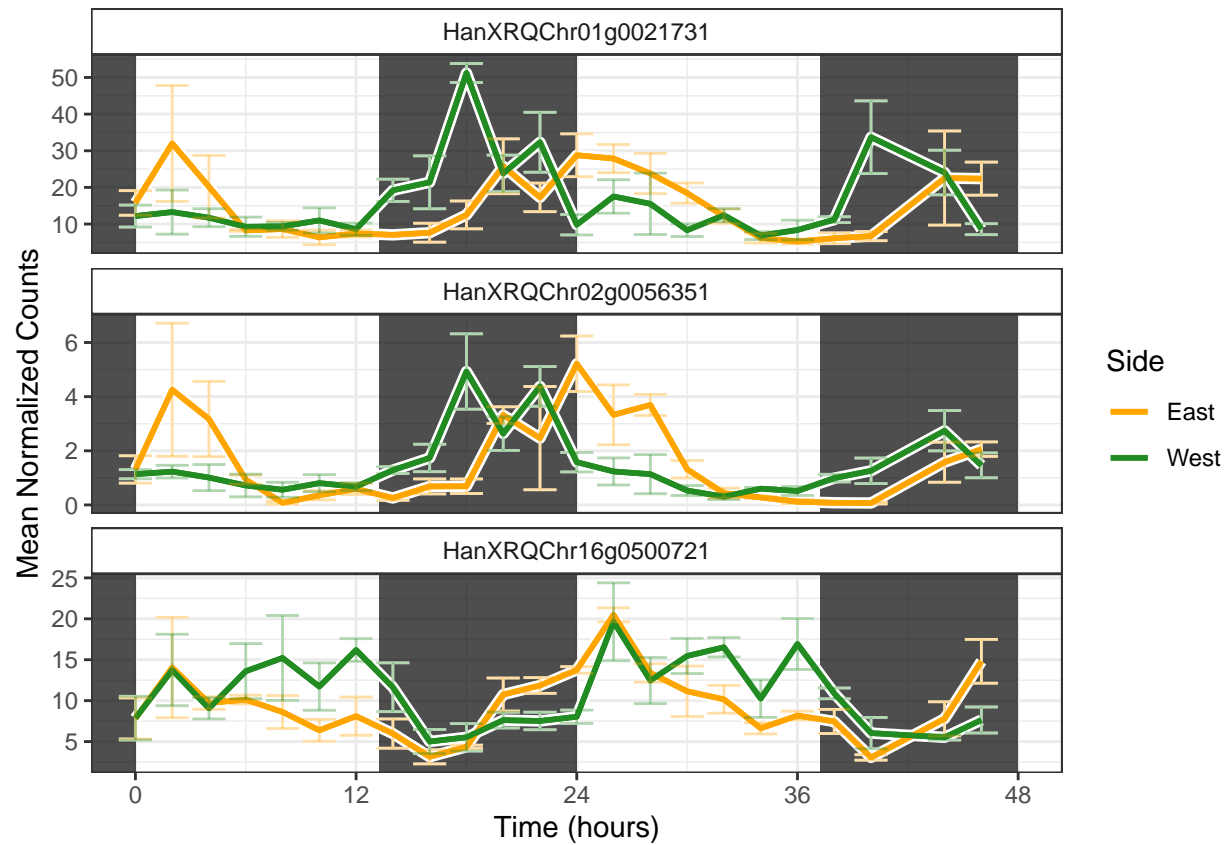 HanXRQChr01g0021731
50
40
30
20
10
HanXRQChr02g0056351
6
4
2
0
HanXRQChr16g0500721
25
20
15
10
5
0 12 24 36 48
Time (hours)
Mean Normalized Counts
Side
East
West